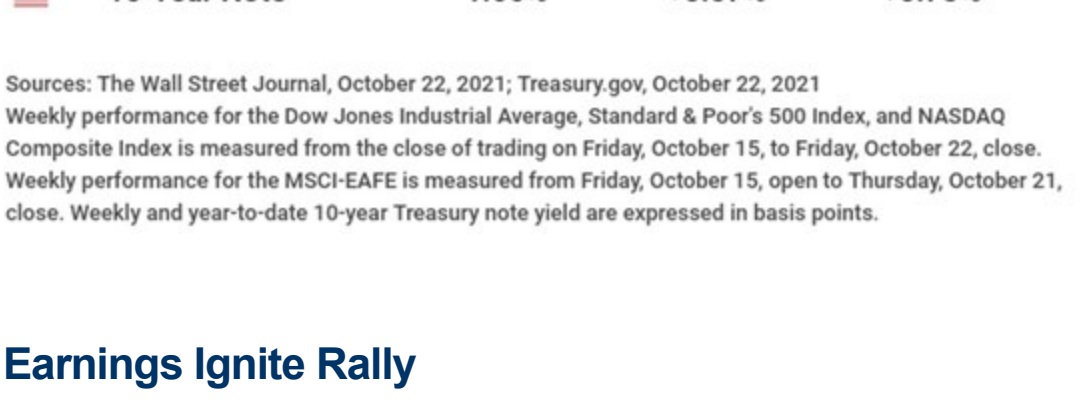 Sources: The Wall Street Journal, October 22, 2021; Treasury.gov, October 22, 2021
Weekly performance for the Dow Jones Industrial Average, Standard & Poor's 500 Index, and NASDAQ
Composite Index is measured from the close of trading on Friday, October 15, to Friday, October 22, close.
Weekly performance for the MSCI-EAFE is measured from Friday, October 15, open to Thursday, October 21,
close. Weekly and year-to-date 10-year Treasury note yield are expressed in basis points.
Earnings Ignite Rally